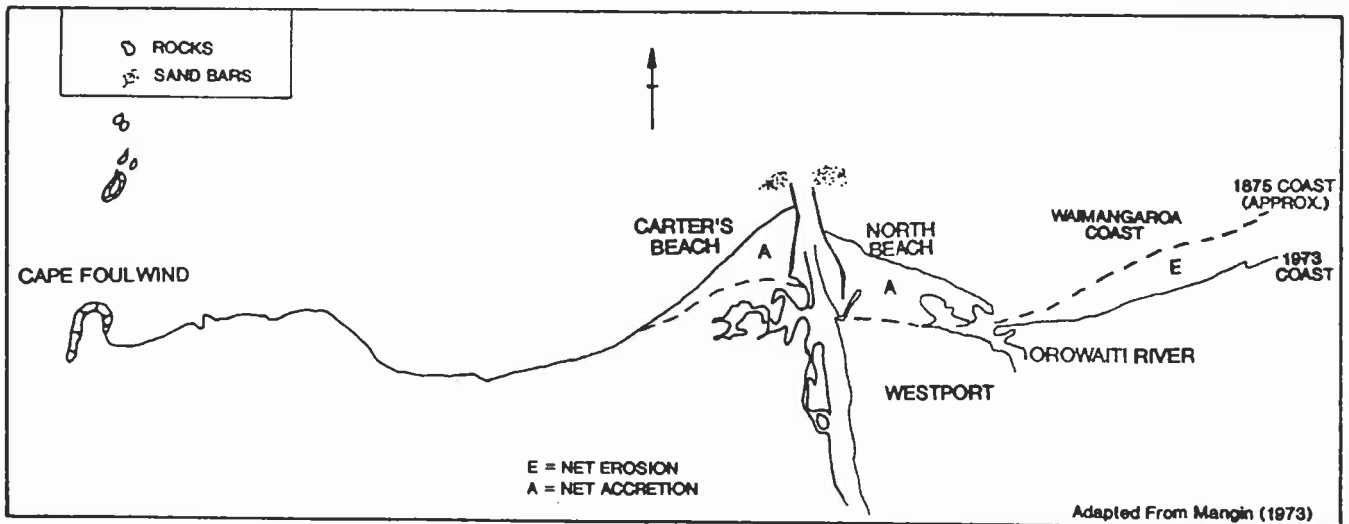 ROCKS
SAND BARS
1875 COAST
(APPROX.)
WAIMANGAROA
COAST
CARTER'S
BEACH
NORTH
BEACH
A
E
1973
COAST
CAPE FOULWIND
A
OROWAITI RIVER
WESTPORT
E = NET EROSION
A = NET ACCRETION
Adapted From Mangin (1973)